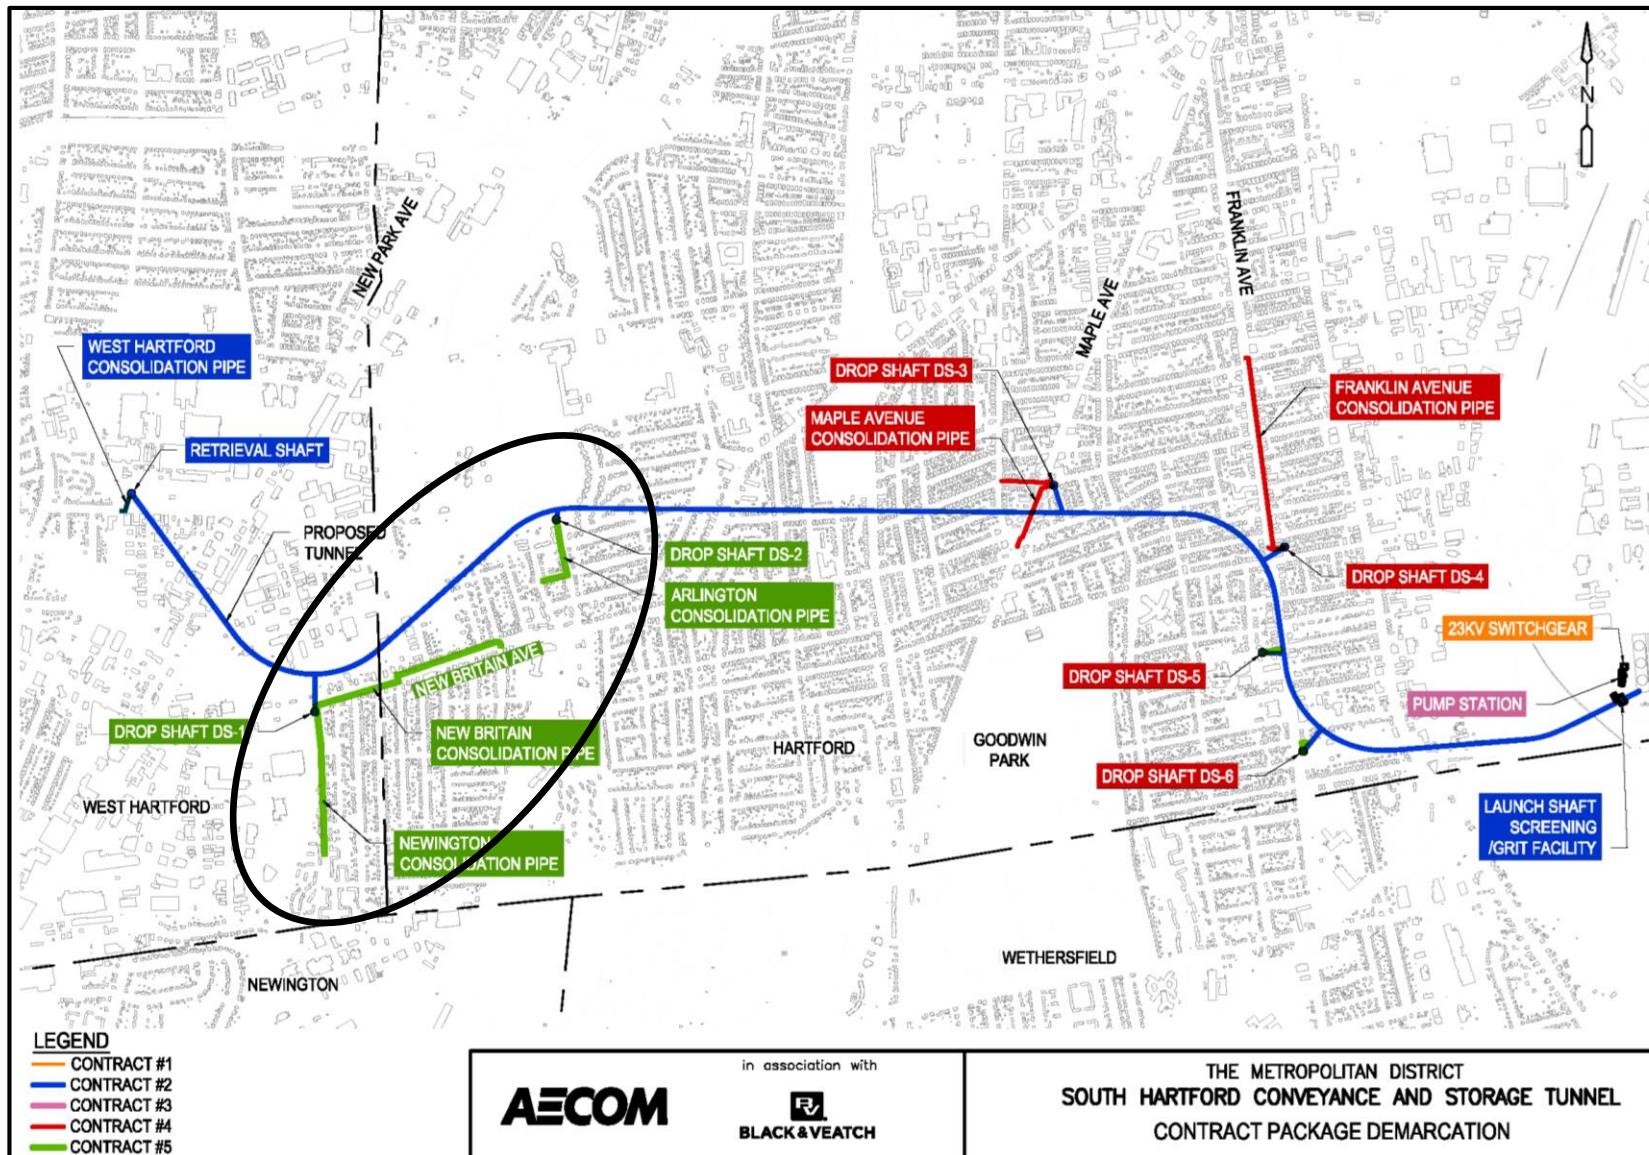 N
NEW PARK AVE
MAPLE AVE
FRANKLIN AVE
WEST HARTFORD
CONSOLIDATION PIPE
RETRIEVAL SHAFT
PROPOSED
TUNNEL
DROP SHAFT DS-3
MAPLE AVENUE
CONSOLIDATION PIPE
FRANKLIN AVENUE
CONSOLIDATION PIPE
DROP SHAFT DS-2
ARLINGTON
CONSOLIDATION PIPE
DROP SHAFT DS-4
23KV SWITCHGEAR
NEW BRITAIN AVE
DROP SHAFT DS-5
PUMP STATION
DROP SHAFT DS-1
NEW BRITAIN
CONSOLIDATION PIPE
HARTFORD
GOODWIN
PARK
DROP SHAFT DS-6
WEST HARTFORD
LAUNCH SHAFT
SCREENING
/GRIT FACILITY
NEWINGTON
CONSOLIDATION PIPE
WETHERSFIELD
NEWINGTON
LEGEND
CONTRACT #1
CONTRACT #2
CONTRACT #3
CONTRACT #4
CONTRACT #5
AECOM
in association with
BV
BLACK & VEATCH
THE METROPOLITAN DISTRICT
SOUTH HARTFORD CONVEYANCE AND STORAGE TUNNEL
CONTRACT PACKAGE DEMARCATION